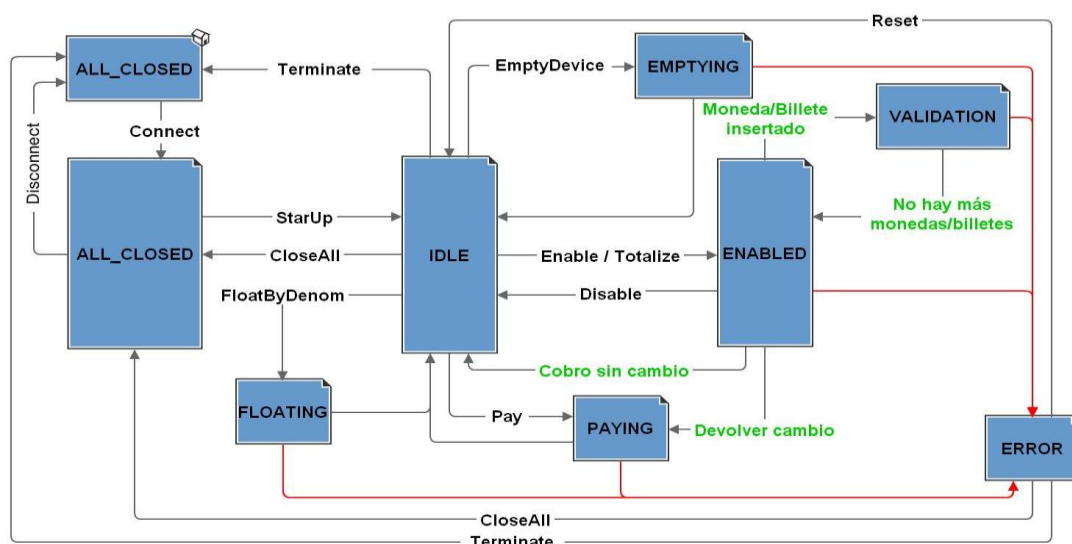 Reset
ALL_CLOSED
Terminate
EmptyDevice
EMPTYING
Moneda/Billete
insertado
VALIDATION
Connect
Disconnect
No hay más
monedas/billetes
StarUp
ALL_CLOSED
CloseAll
IDLE
Enable / Totalize
ENABLED
FloatByDenom
Disable
Cobro sin cambio
FLOATING
Pay
PAYING
Devolver cambio
ERROR
CloseAll
Terminate